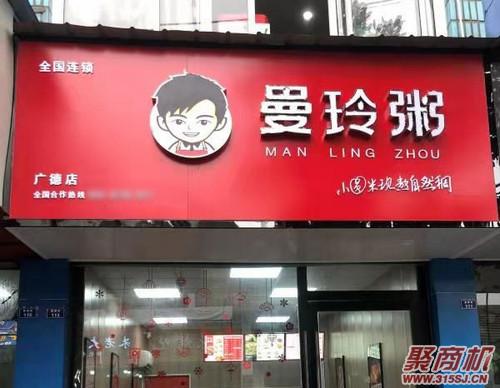 全国连锁
曼玲粥
MAN LING ZHOU
广德店
全国合作热线
小圆米现熬自然稠
聚商机
WWW.315SJ.CN